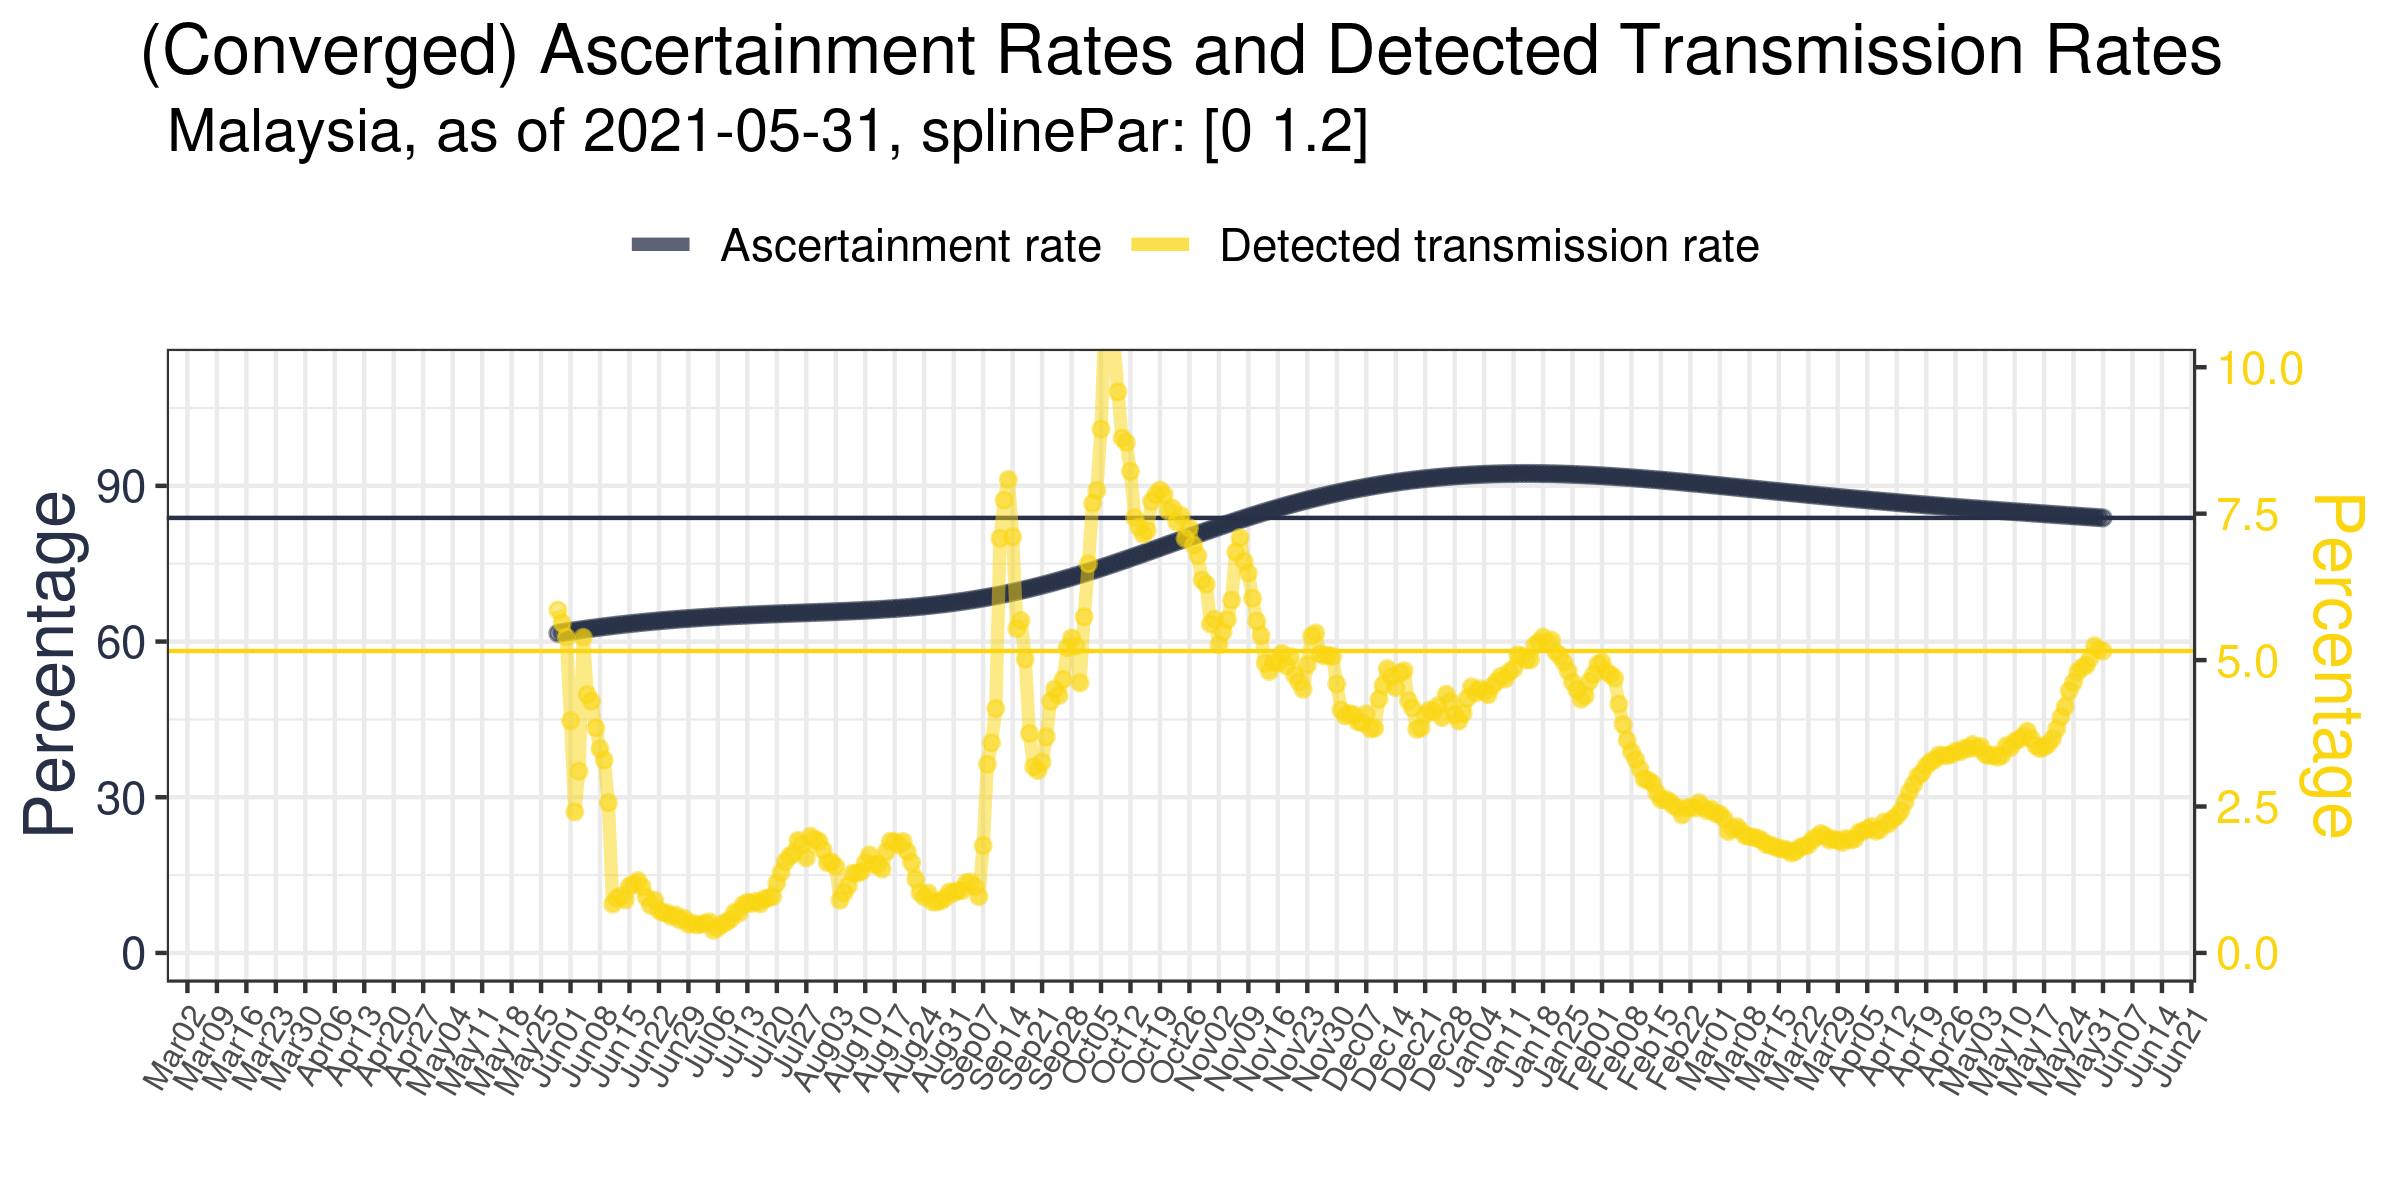 (Converged) Ascertainment Rates and Detected Transmission Rates
Malaysia, as of 2021-05-31, splinePar: [0 1.2]
Ascertainment rate
Detected transmission rate
Percentage
90
60
30
0
10.0
7.5
5.0
2.5
0.0
Percentage
Mar02
Mar09
Mar16
Mar23
Mar30
Apr06
Apr13
Apr20
Apr27
May04
May11
May18
May25
Jun01
Jun08
Jun15
Jun22
Jun29
Jul06
Jul13
Jul20
Jul27
Aug03
Aug10
Aug17
Aug24
Aug31
Sep07
Sep14
Sep21
Sep28
Oct05
Oct12
Oct19
Oct26
Nov02
Nov09
Nov16
Nov23
Nov30
Dec07
Dec14
Dec21
Dec28
Jan04
Jan11
Jan18
Jan25
Feb01
Feb08
Feb15
Feb22
Mar01
Mar08
Mar15
Mar22
Mar29
Apr05
Apr12
Apr19
Apr26
May03
May10
May17
May24
May31
Jun07
Jun14
Jun21